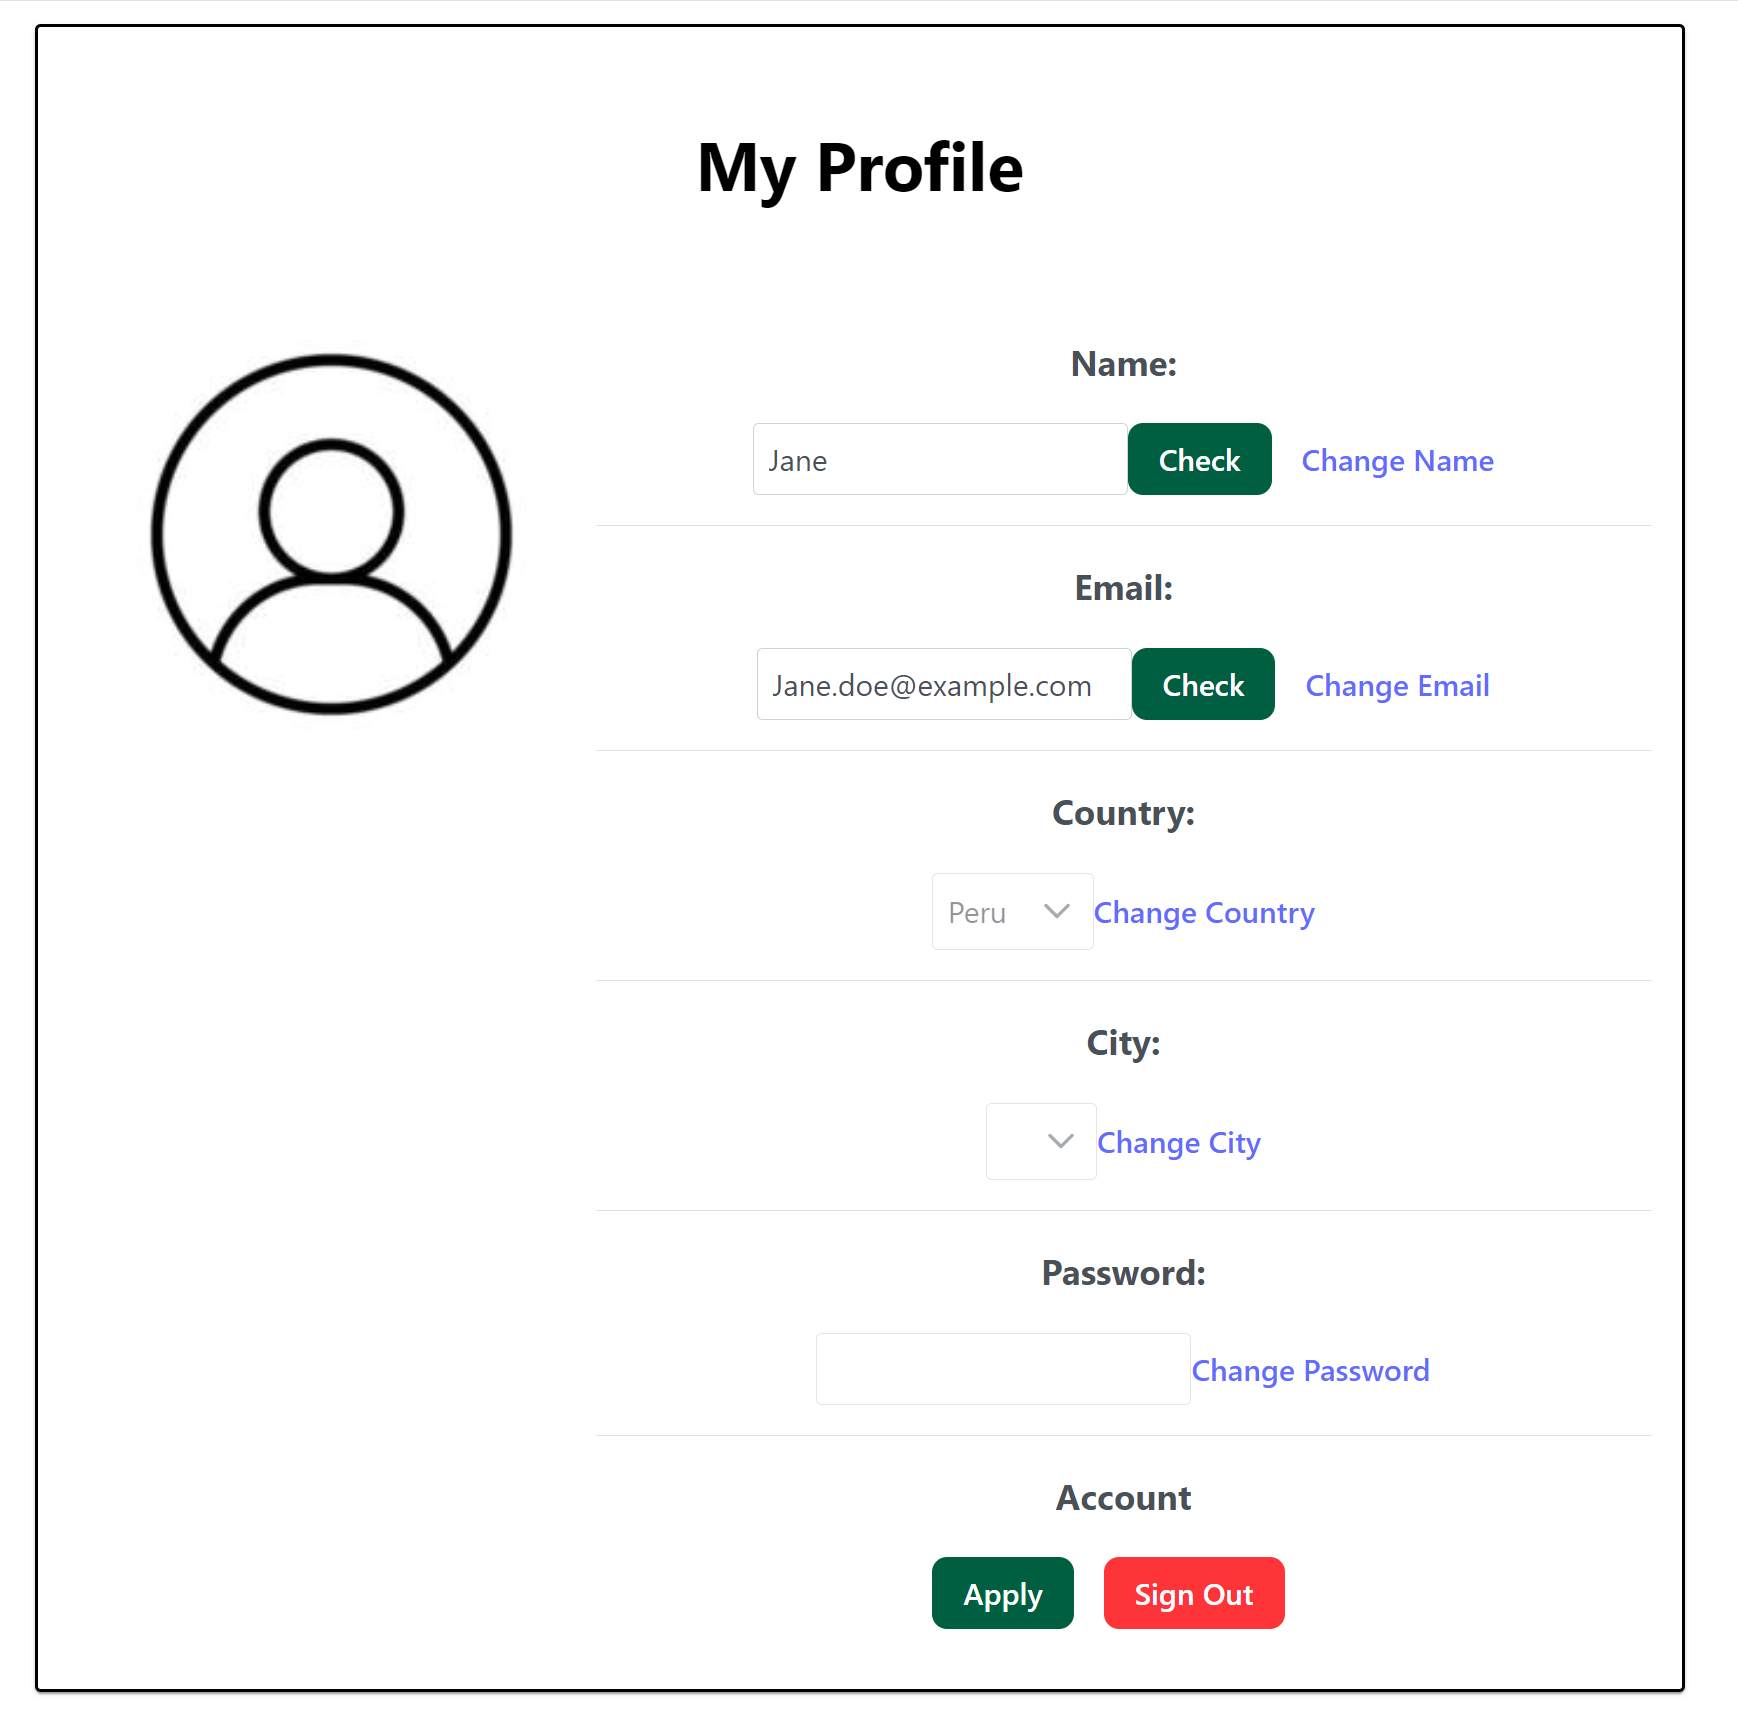 My Profile
Name:
Jane Check Change Name
Email:
Jane.doe@example.com Check Change Email
Country:
Peru Change Country
City:
Change City
Password:
Change Password
Account
Apply Sign Out